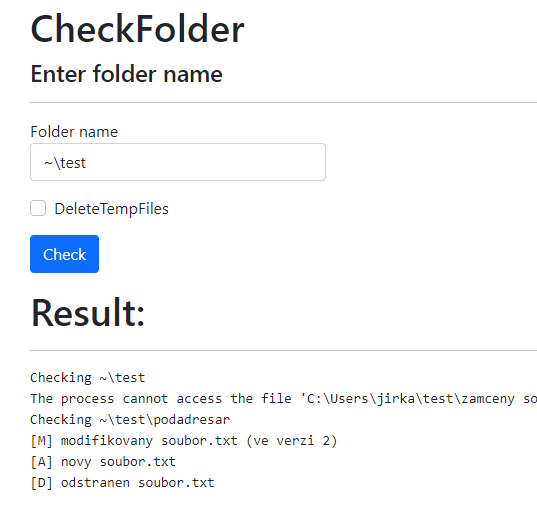 CheckFolder
Enter folder name
Folder name
~\test
DeleteTempFiles
Check
Result:
Checking ~\test
The process cannot access the file 'C:\Users\jirka\test\zamceny so
Checking ~\test\podadresar
[M] modifikovany soubor.txt (ve verzi 2)
[A] novy soubor.txt
[D] odstranen soubor.txt